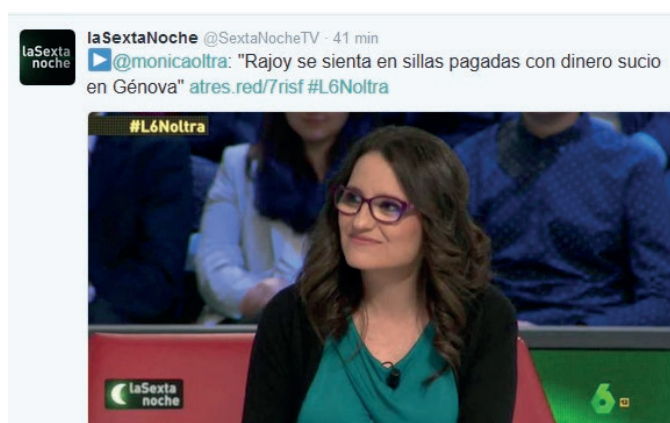 laSexta
noche
laSextaNoche @SextaNocheTV · 41 min
@monicaoltra: "Rajoy se sienta en sillas pagadas con dinero sucio
en Génova" atres.red/7risf #L6Noltra
#L6Noltra
laSexta
noche
6